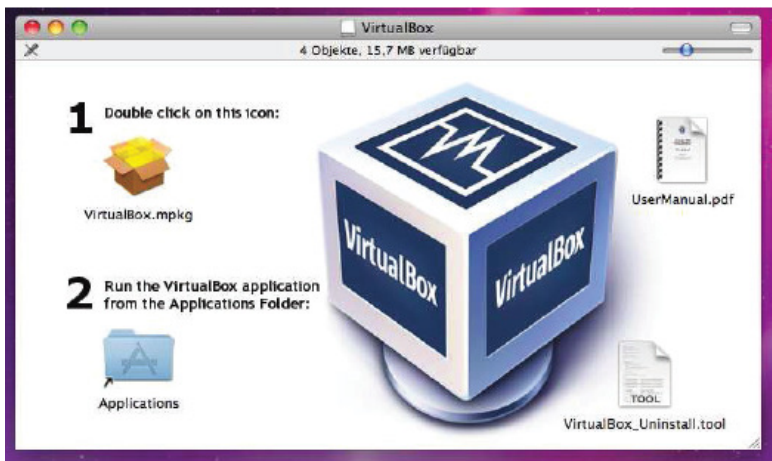 VirtualBox
4 Objekte, 15,7 MB verfügbar
1 Double click on this icon:
VirtualBox.mpkg
UserManual.pdf
2 Run the VirtualBox application
from the Applications Folder:
Applications
VirtualBox
VirtualBox
TOOL
VirtualBox_Uninstall.tool